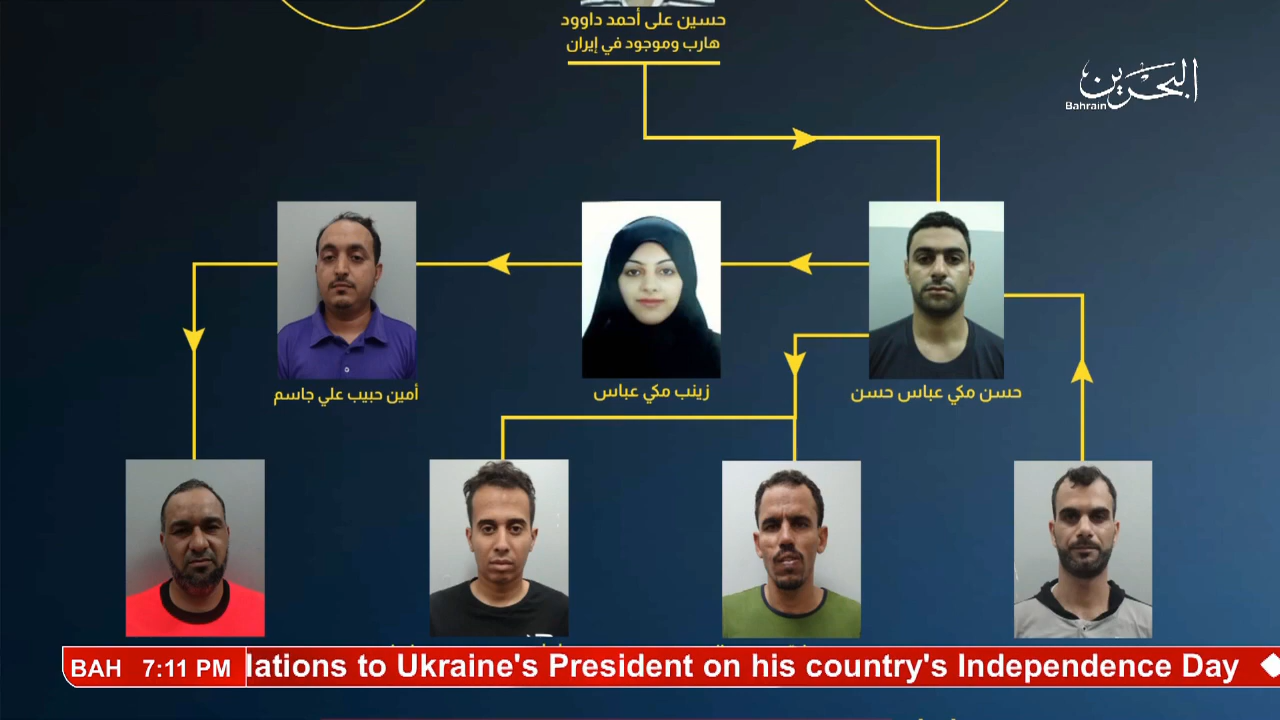 حسين على أحمد داوود
هارب وموجود في إيران
البحرين
Bahrain
حسن مكي عباس حسن
زينب مكي عباس
أمين حبيب علي جاسم
BAH 7:11 PM
lations to Ukraine's President on his country's Independence Day